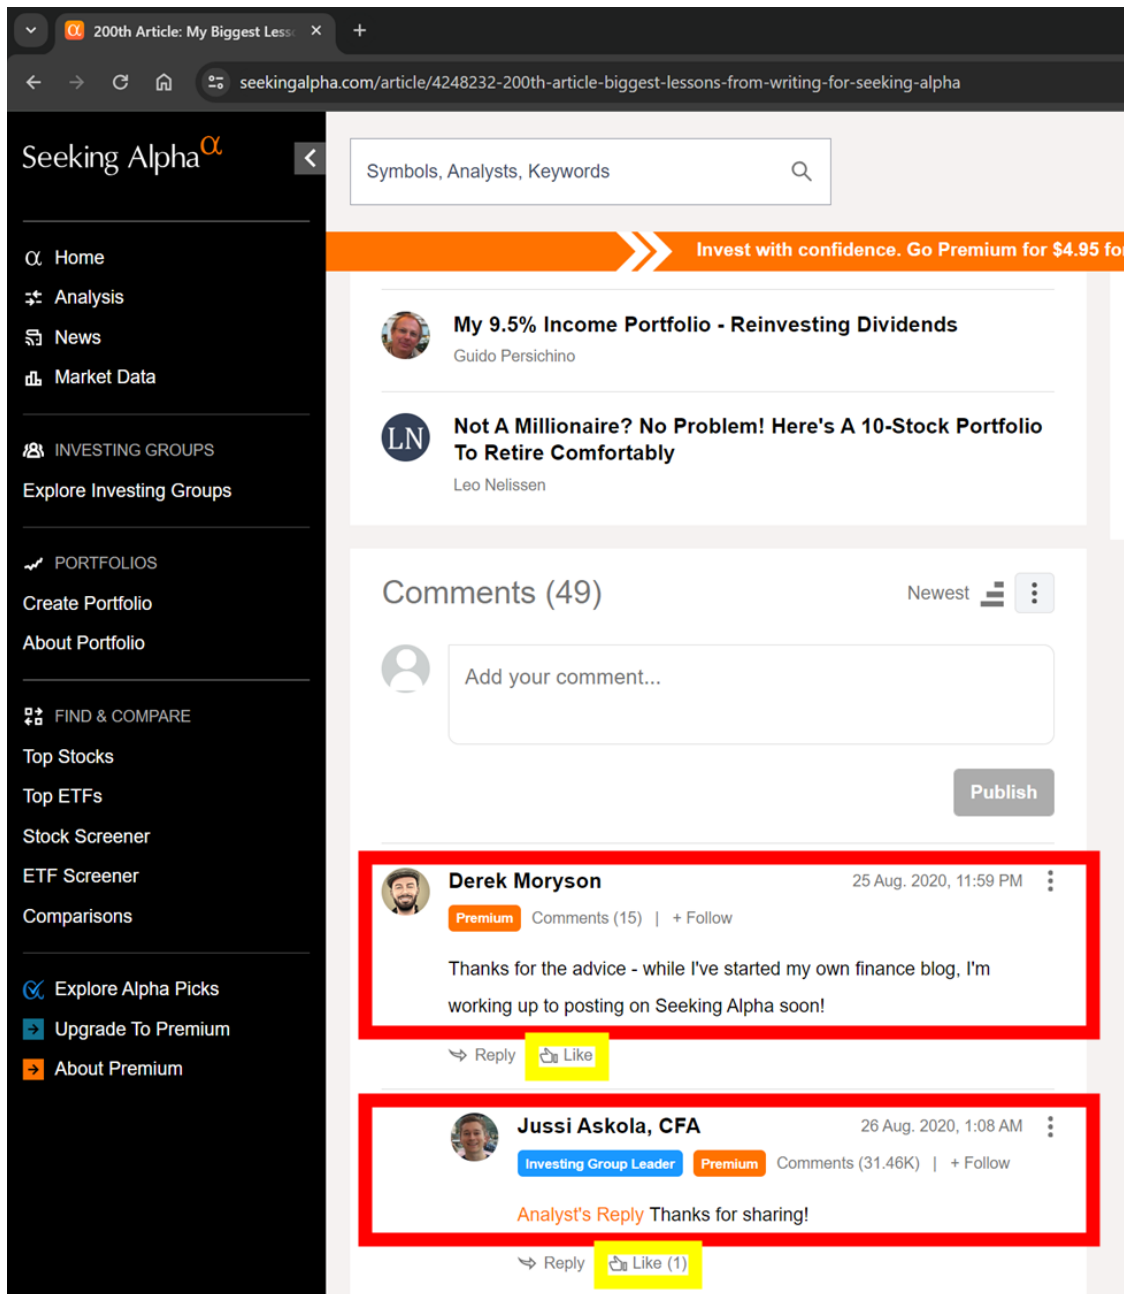 200th Article: My Biggest Less
seekingalpha.com/article/4248232-200th-article-biggest-lessons-from-writing-for-seeking-alpha
Seeking Alpha α
Symbols, Analysts, Keywords
Invest with confidence. Go Premium for $4.95 for
Home
Analysis
News
Market Data
INVESTING GROUPS
Explore Investing Groups
PORTFOLIOS
Create Portfolio
About Portfolio
FIND & COMPARE
Top Stocks
Top ETFs
Stock Screener
ETF Screener
Comparisons
Explore Alpha Picks
Upgrade To Premium
About Premium
My 9.5% Income Portfolio - Reinvesting Dividends
Guido Persichino
LN
Not A Millionaire? No Problem! Here's A 10-Stock Portfolio
To Retire Comfortably
Leo Nelissen
Comments (49)
Newest
Add your comment...
Publish
Derek Moryson 25 Aug. 2020, 11:59 PM
Premium Comments (15) | + Follow
Thanks for the advice - while I've started my own finance blog, I'm
working up to posting on Seeking Alpha soon!
Reply Like
Jussi Askola, CFA 26 Aug. 2020, 1:08 AM
Investing Group Leader Premium Comments (31.46K) | + Follow
Analyst's Reply Thanks for sharing!
Reply Like (1)